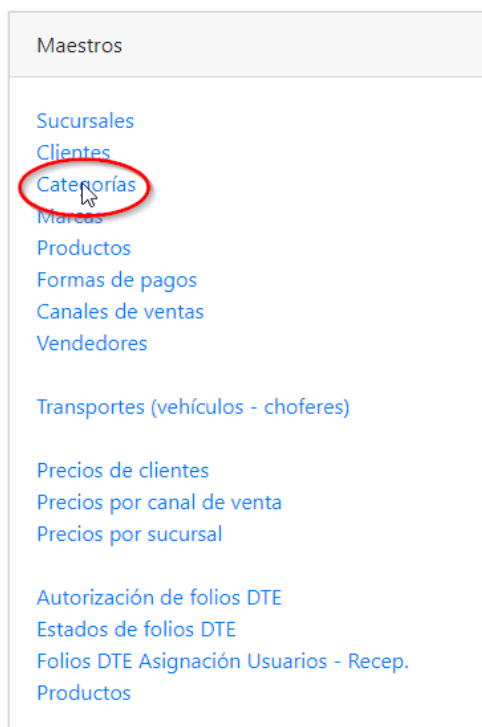 Maestros
Sucursales
Clientes
Categorías
Marcas
Productos
Formas de pagos
Canales de ventas
Vendedores
Transportes (vehículos - choferes)
Precios de clientes
Precios por canal de venta
Precios por sucursal
Autorización de folios DTE
Estados de folios DTE
Folios DTE Asignación Usuarios - Recep.
Productos